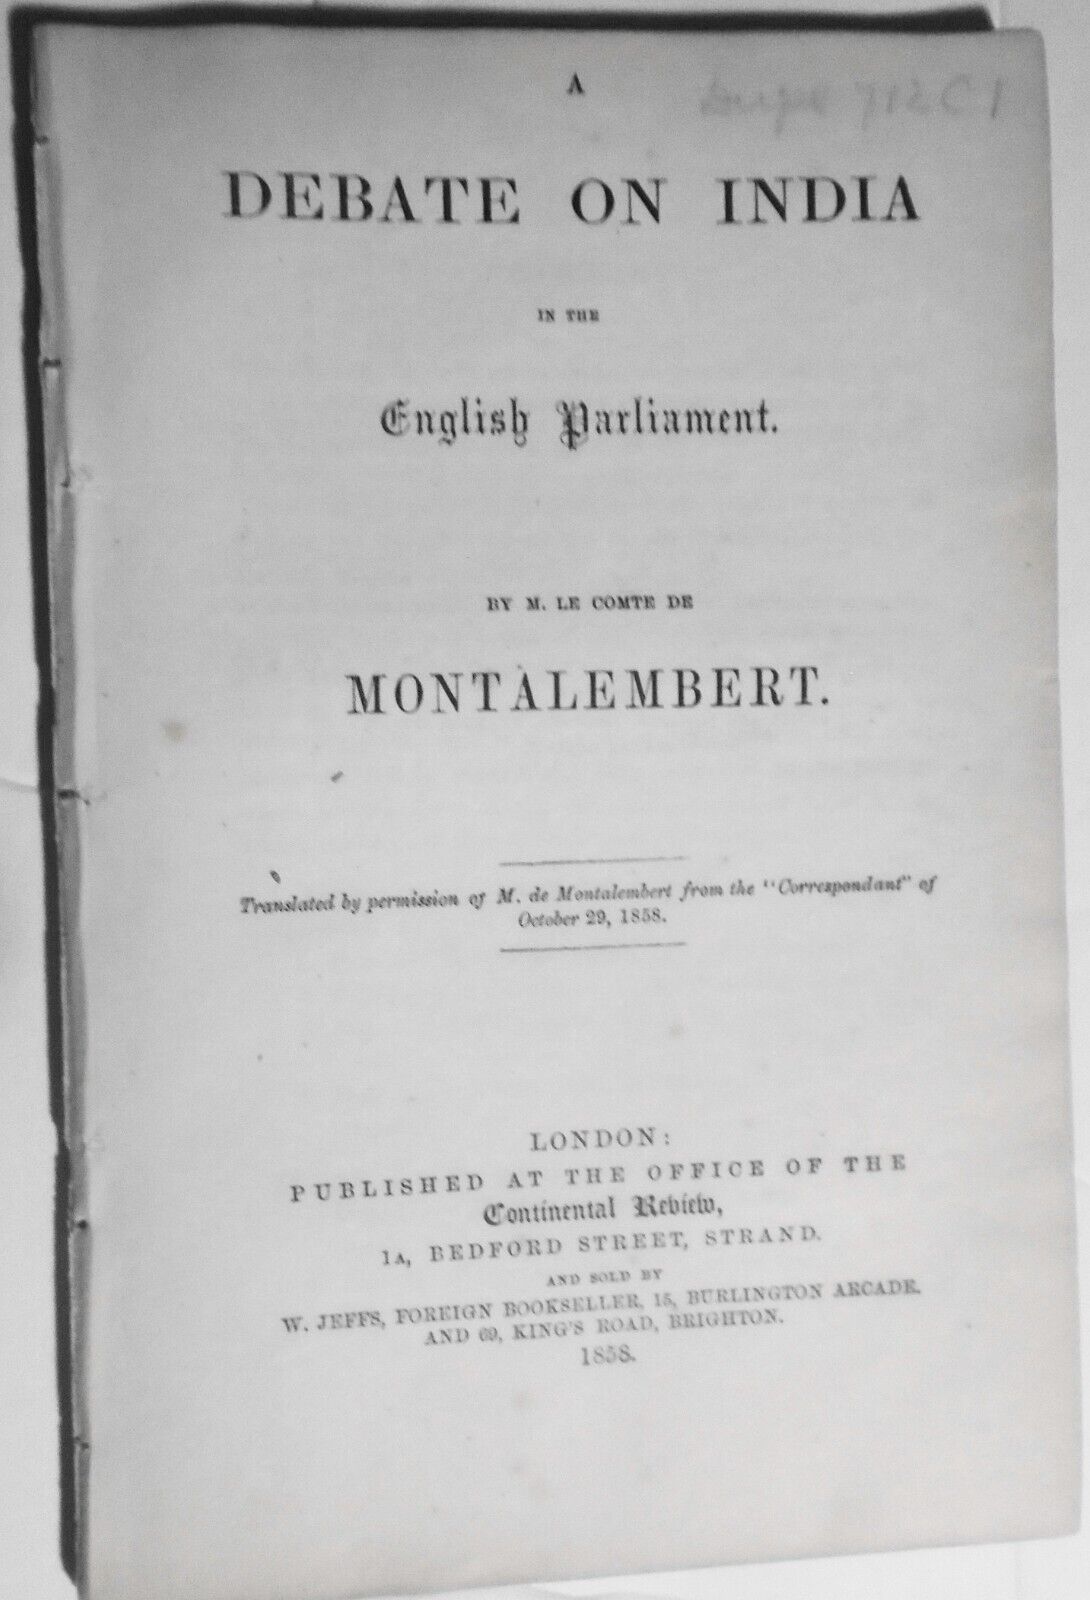 A
DEBATE ON INDIA
IN THE
English Parliament.
BY M. LE COMTE DE
MONTALEMBERT.
Translated by permission of M. de Montalembert from the "Correspondant" of
October 29, 1858.
LONDON:
PUBLISHED AT THE OFFICE OF THE
Continental Review,
1A, BEDFORD STREET, STRAND.
AND SOLD BY
W. JEFFS, FOREIGN BOOKSELLER, 15, BURLINGTON ARCADE,
AND 69, KING'S ROAD, BRIGHTON.
1858.